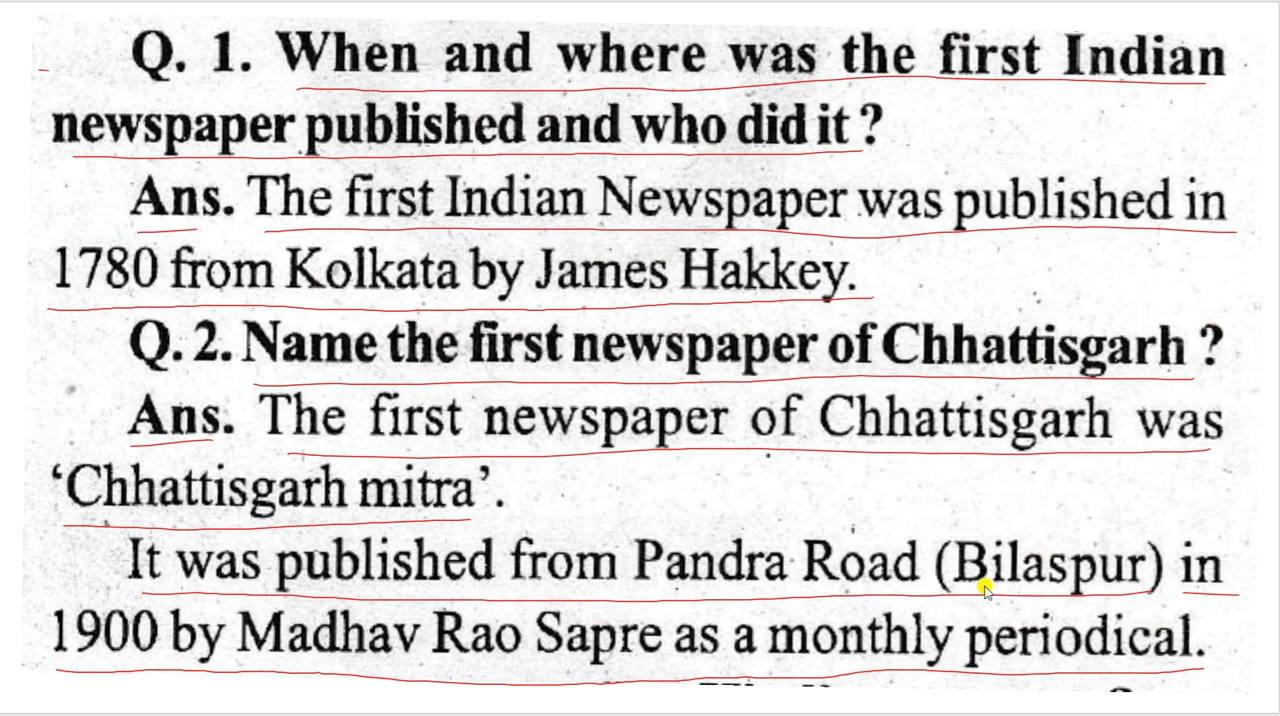 Q. 1. When and where was the first Indian
newspaper published and who did it ?
Ans. The first Indian Newspaper was published in
1780 from Kolkata by James Hakkey.
Q. 2. Name the first newspaper of Chhattisgarh ?
Ans. The first newspaper of Chhattisgarh was
‘Chhattisgarh mitra’.
It was published from Pandra Road (Bilaspur) in
1900 by Madhav Rao Sapre as a monthly periodical.